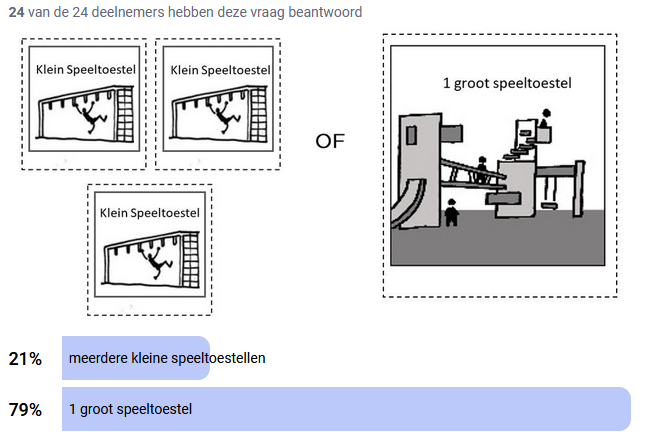 24 van de 24 deelnemers hebben deze vraag beantwoord
Klein Speeltoestel
Klein Speeltoestel
Klein Speeltoestel
OF
1 groot speeltoestel
21% meerdere kleine speeltoestellen
79% 1 groot speeltoestel